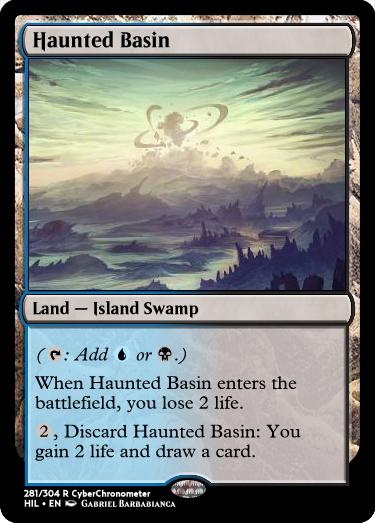 Haunted Basin
Land — Island Swamp
( : Add or .)
When Haunted Basin enters the
battlefield, you lose 2 life.
2, Discard Haunted Basin: You
gain 2 life and draw a card.
281/304 R CyberChronometer
HIL • EN Gabriel Barbabianca